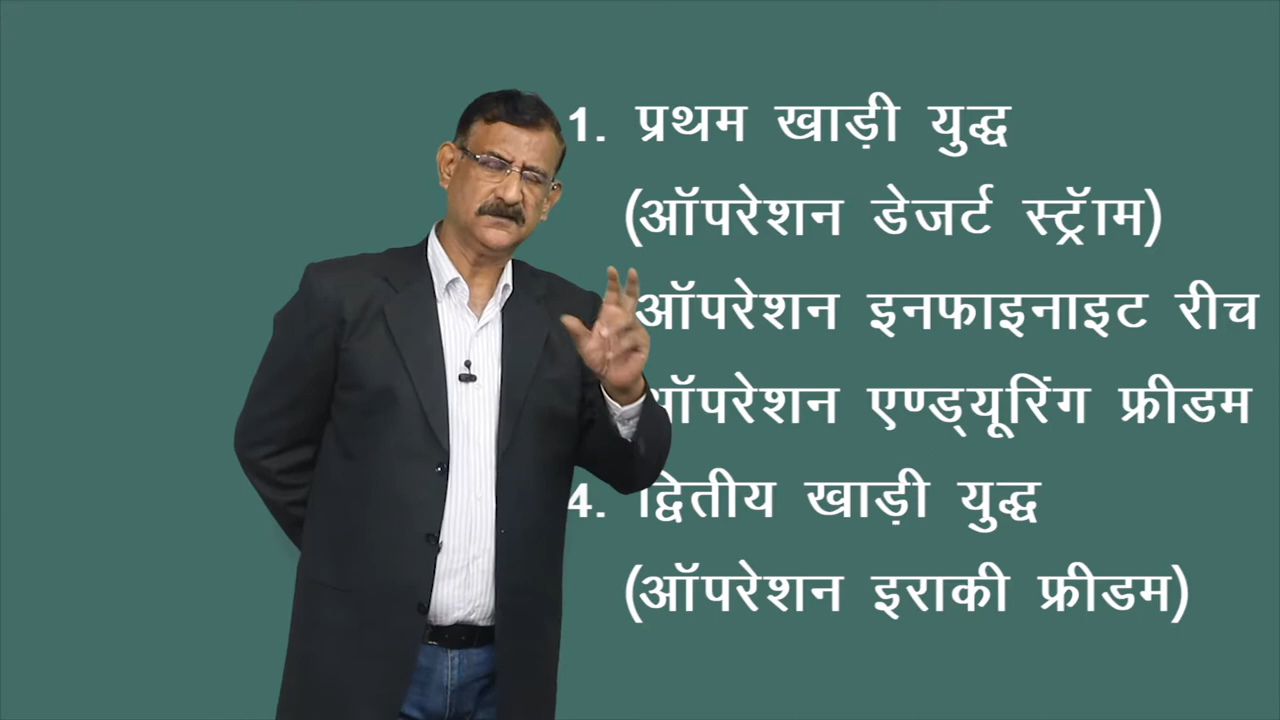 1. प्रथम खाड़ी युद्ध
(ऑपरेशन डेजर्ट स्ट्रॅाम)
ऑपरेशन इनफाइनाइट रीच
ऑपरेशन एण्ड्यूरिंग फ्रीडम
4. द्वितीय खाड़ी युद्ध
(ऑपरेशन इराकी फ्रीडम)